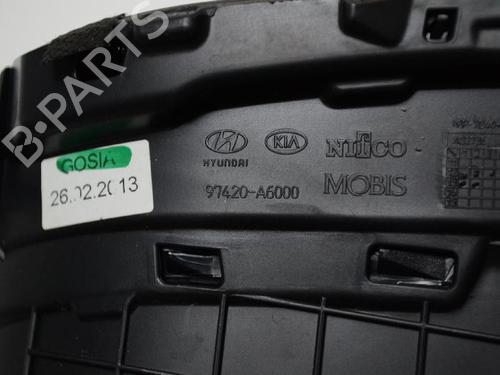 B-PARTS
GOSIA
26.02.2013
HYUNDAI
KIA
NIFCO
97420-A6000
MOBIS